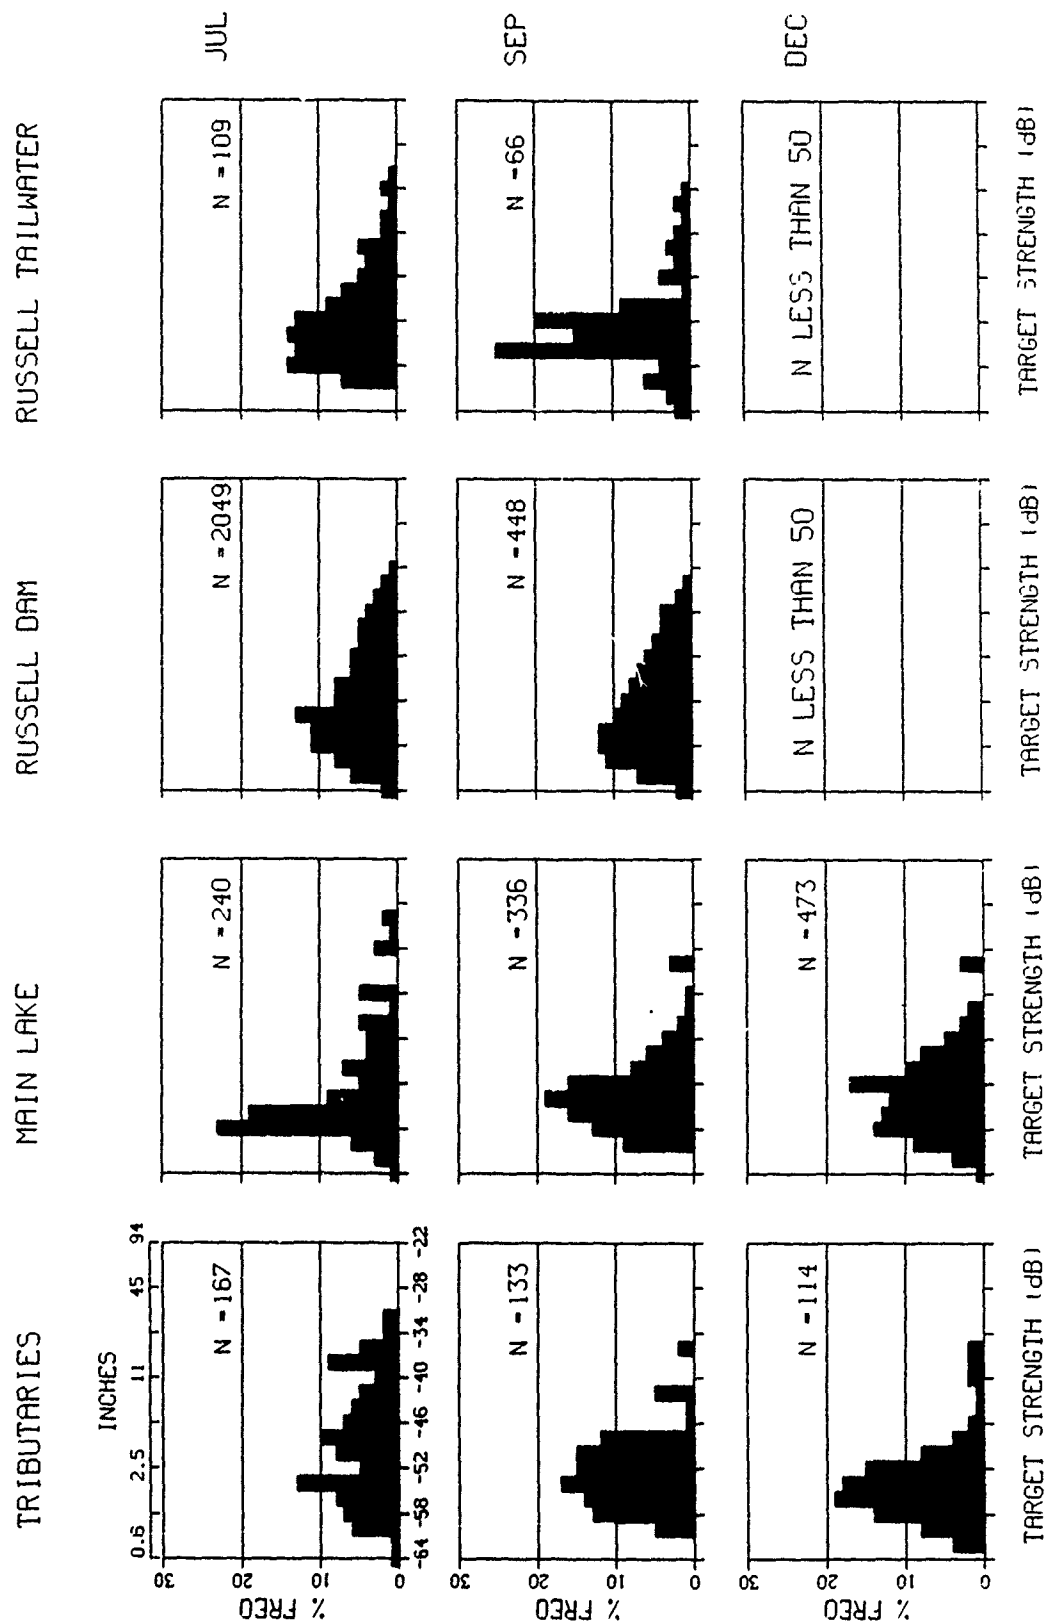 TRIBUTARIES
MAIN LAKE
RUSSELL DAM
RUSSELL TAILWATER
INCHES
0.6 2.5 11 45 94
30
20
10
0
% FREQ
N =167
-64 -58 -52 -46 -40 -34 -28 -22
N =240
N =2049
N =109
JUL
30
20
10
0
% FREQ
N =133
N =336
N =448
N =66
SEP
30
20
10
0
% FREQ
N =114
N =473
N LESS THAN 50
N LESS THAN 50
DEC
TARGET STRENGTH (dB)
TARGET STRENGTH (dB)
TARGET STRENGTH (dB)
TARGET STRENGTH (dB)